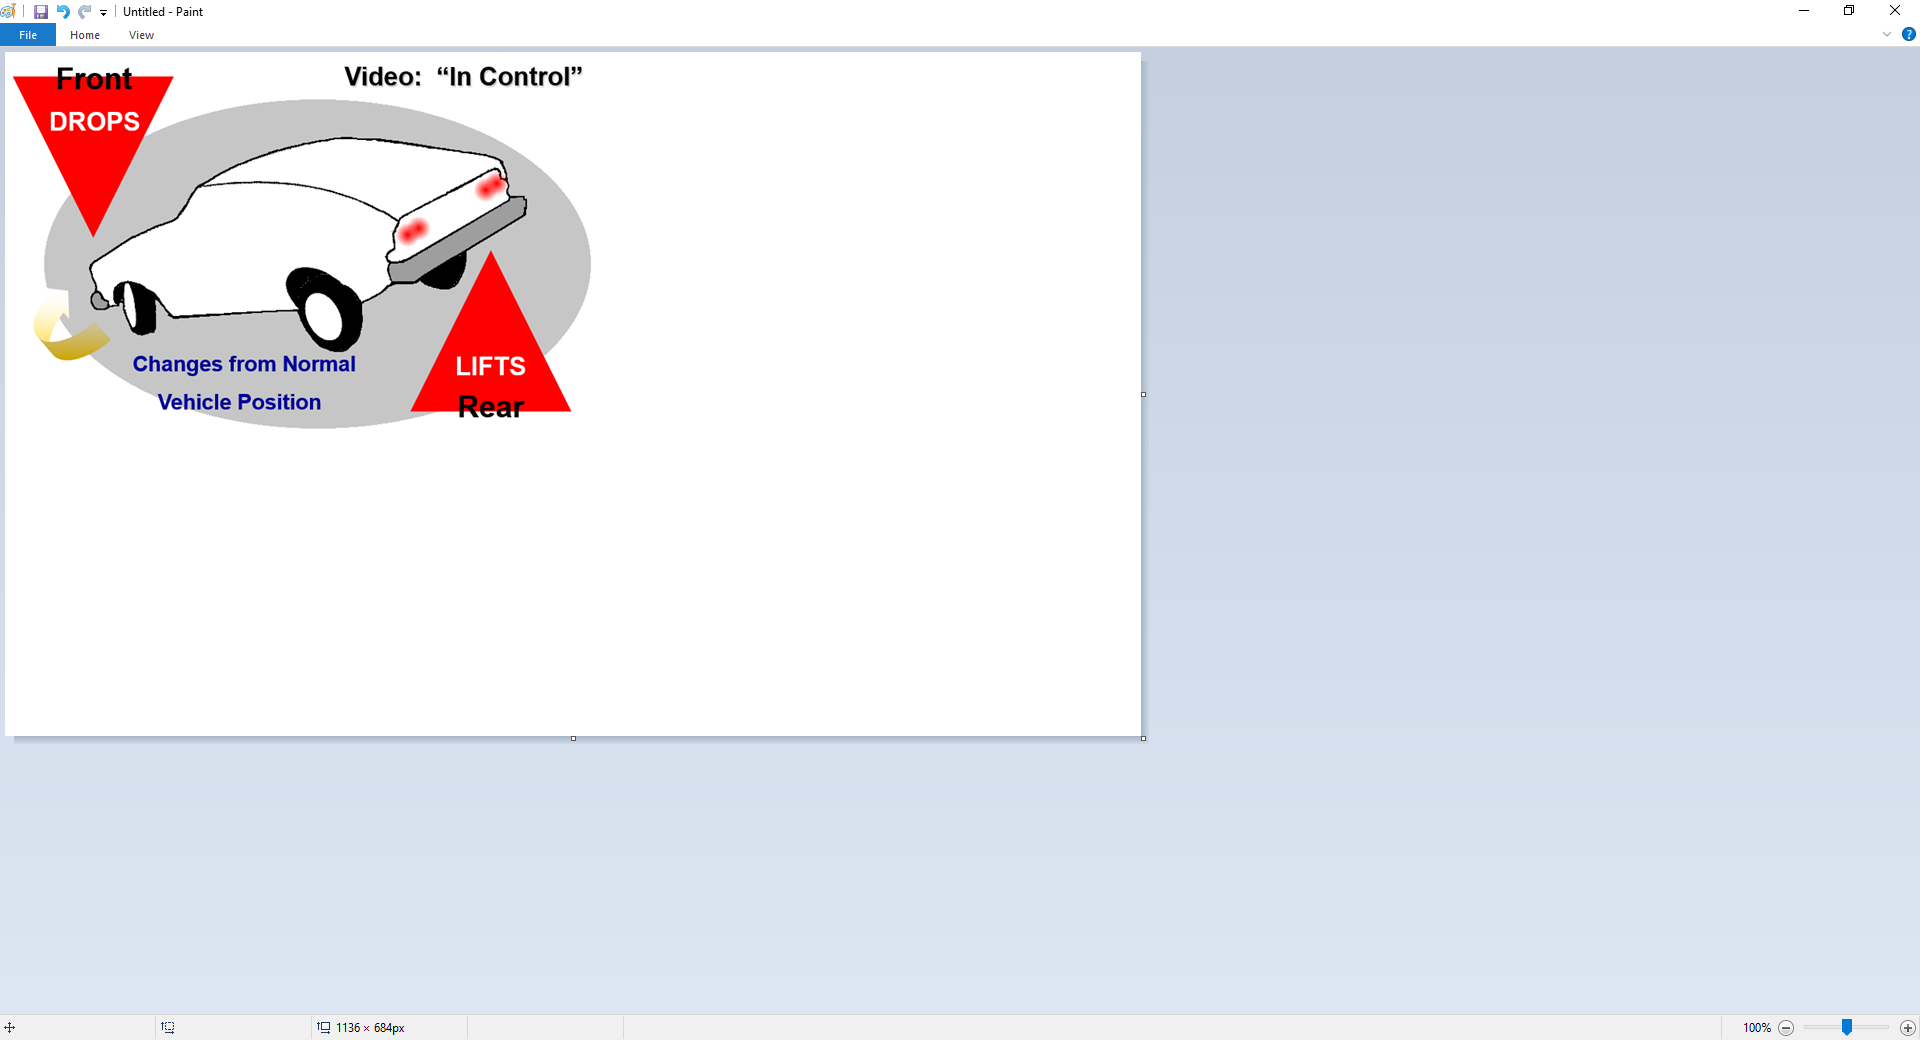 Untitled - Paint
File Home View
Front
Video: “In Control”
DROPS
Changes from Normal
Vehicle Position
LIFTS
Rear
1136 × 684px
100%